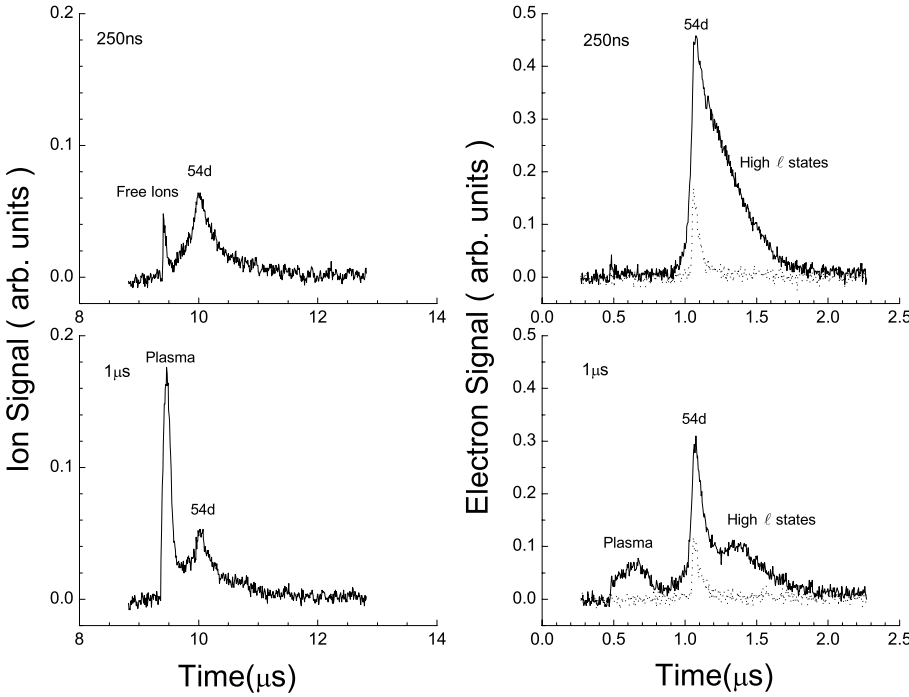 Ion Signal ( arb. units )
0.2
0.1
0.0
250ns
Free Ions
54d
8
10
12
14
0.2
0.1
0.0
Plasma
1μs
54d
8
10
12
14
Time(μs)
Electron Signal ( arb. units )
0.5
0.4
0.3
0.2
0.1
0.0
54d
250ns
High ℓ states
0.0
0.5
1.0
1.5
2.0
2.5
0.5
0.4
0.3
0.2
0.1
0.0
1μs
54d
High ℓ states
Plasma
0.0
0.5
1.0
1.5
2.0
2.5
Time(μs)